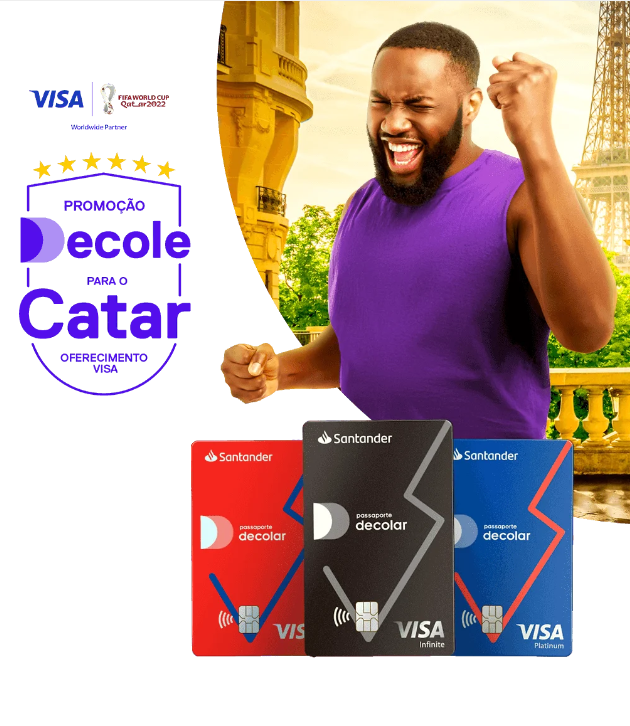 VISA
FIFA WORLD CUP
Qatar2022
Worldwide Partner
PROMOÇÃO
Decole
PARA O
Catar
OFERECIMENTO
VISA
Santander
passaporte
decolar
VIS
Santander
passaporte
decolar
VISA
Infinite
Santander
passaporte
decolar
VISA
Platinum